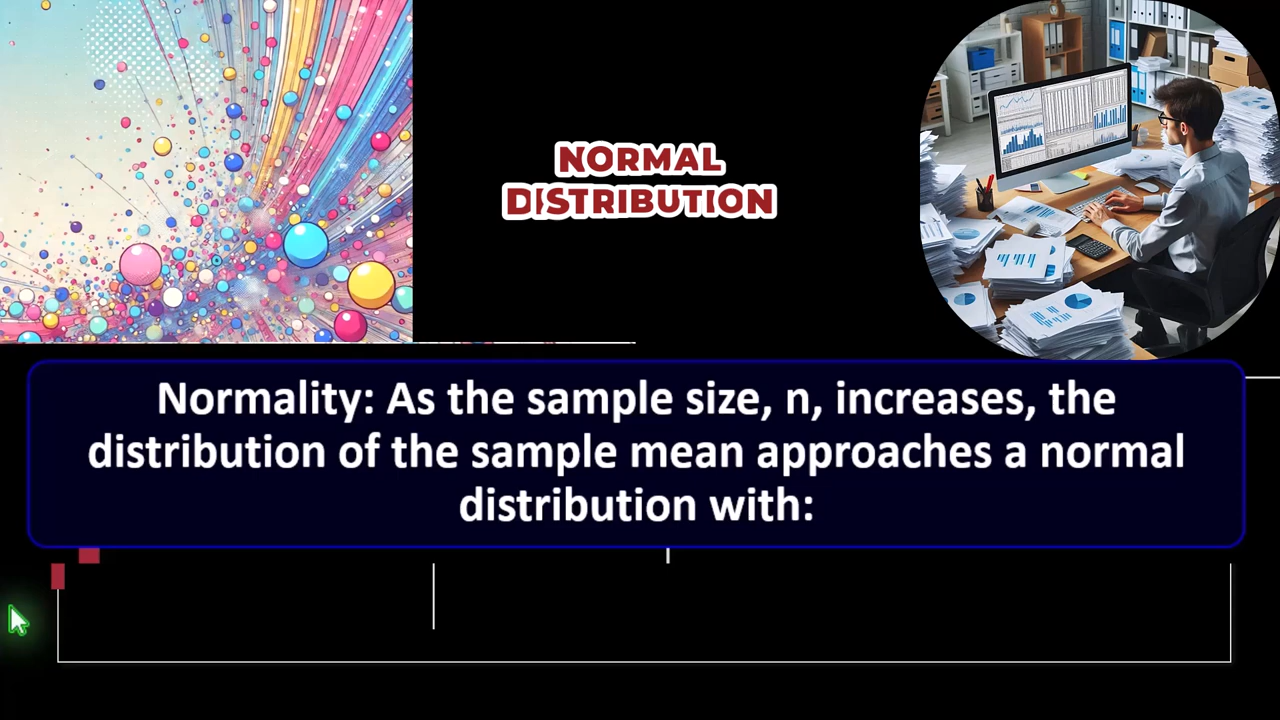 NORMAL
DISTRIBUTION
Normality: As the sample size, n, increases, the
distribution of the sample mean approaches a normal
distribution with: